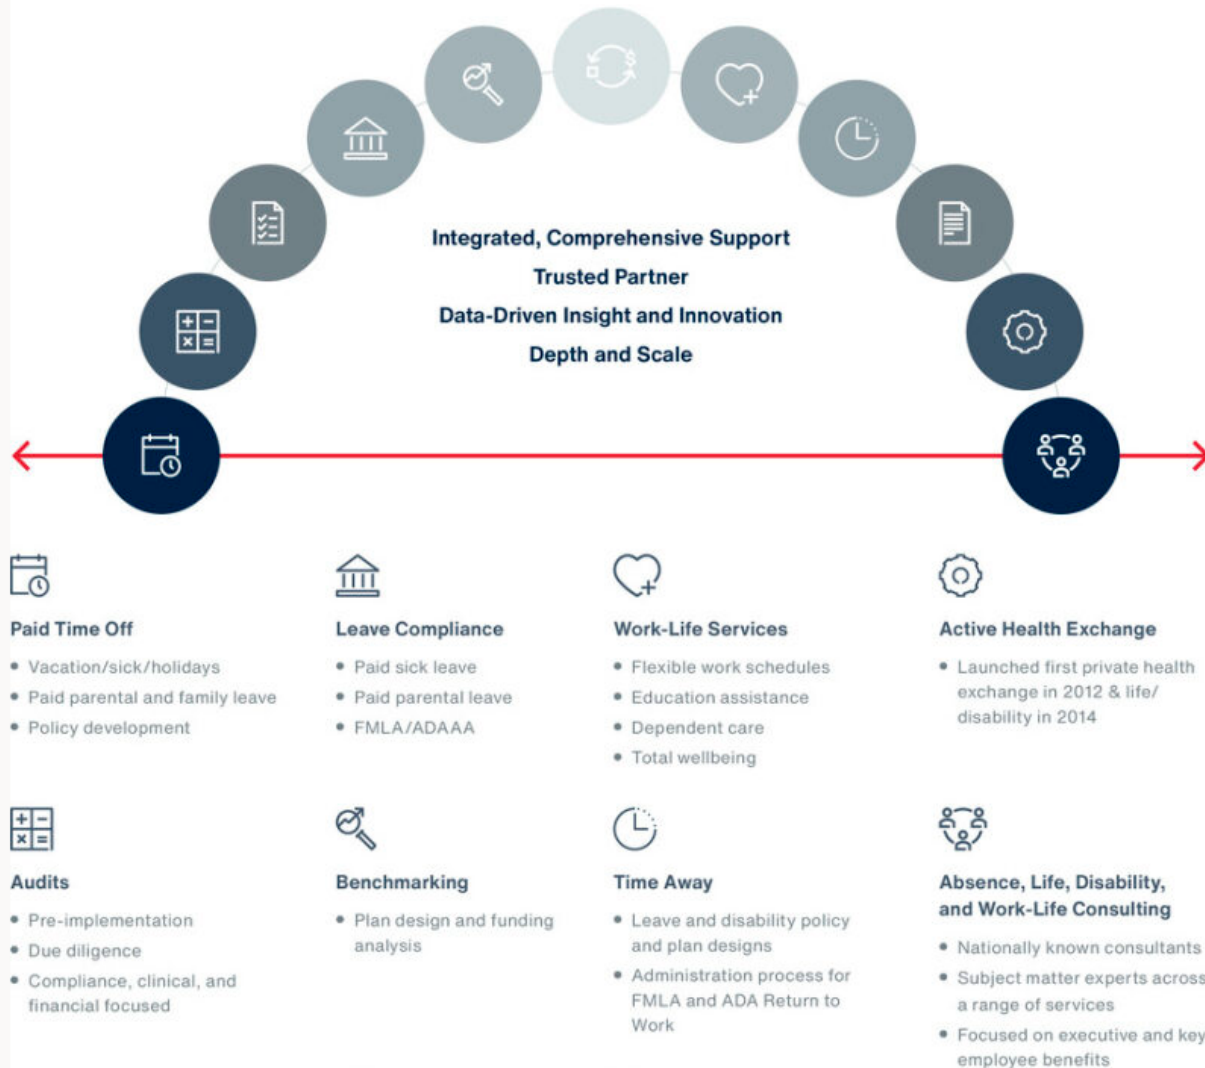 Integrated, Comprehensive Support
Trusted Partner
Data-Driven Insight and Innovation
Depth and Scale
Paid Time Off
• Vacation/sick/holidays
• Paid parental and family leave
• Policy development
Leave Compliance
• Paid sick leave
• Paid parental leave
• FMLA/ADAAA
Work-Life Services
• Flexible work schedules
• Education assistance
• Dependent care
• Total wellbeing
Active Health Exchange
• Launched first private health
exchange in 2012 & life/
disability in 2014
Audits
• Pre-implementation
• Due diligence
• Compliance, clinical, and
financial focused
Benchmarking
• Plan design and funding
analysis
Time Away
• Leave and disability policy
and plan designs
• Administration process for
FMLA and ADA Return to
Work
Absence, Life, Disability,
and Work-Life Consulting
• Nationally known consultants
• Subject matter experts across
a range of services
• Focused on executive and key
employee benefits